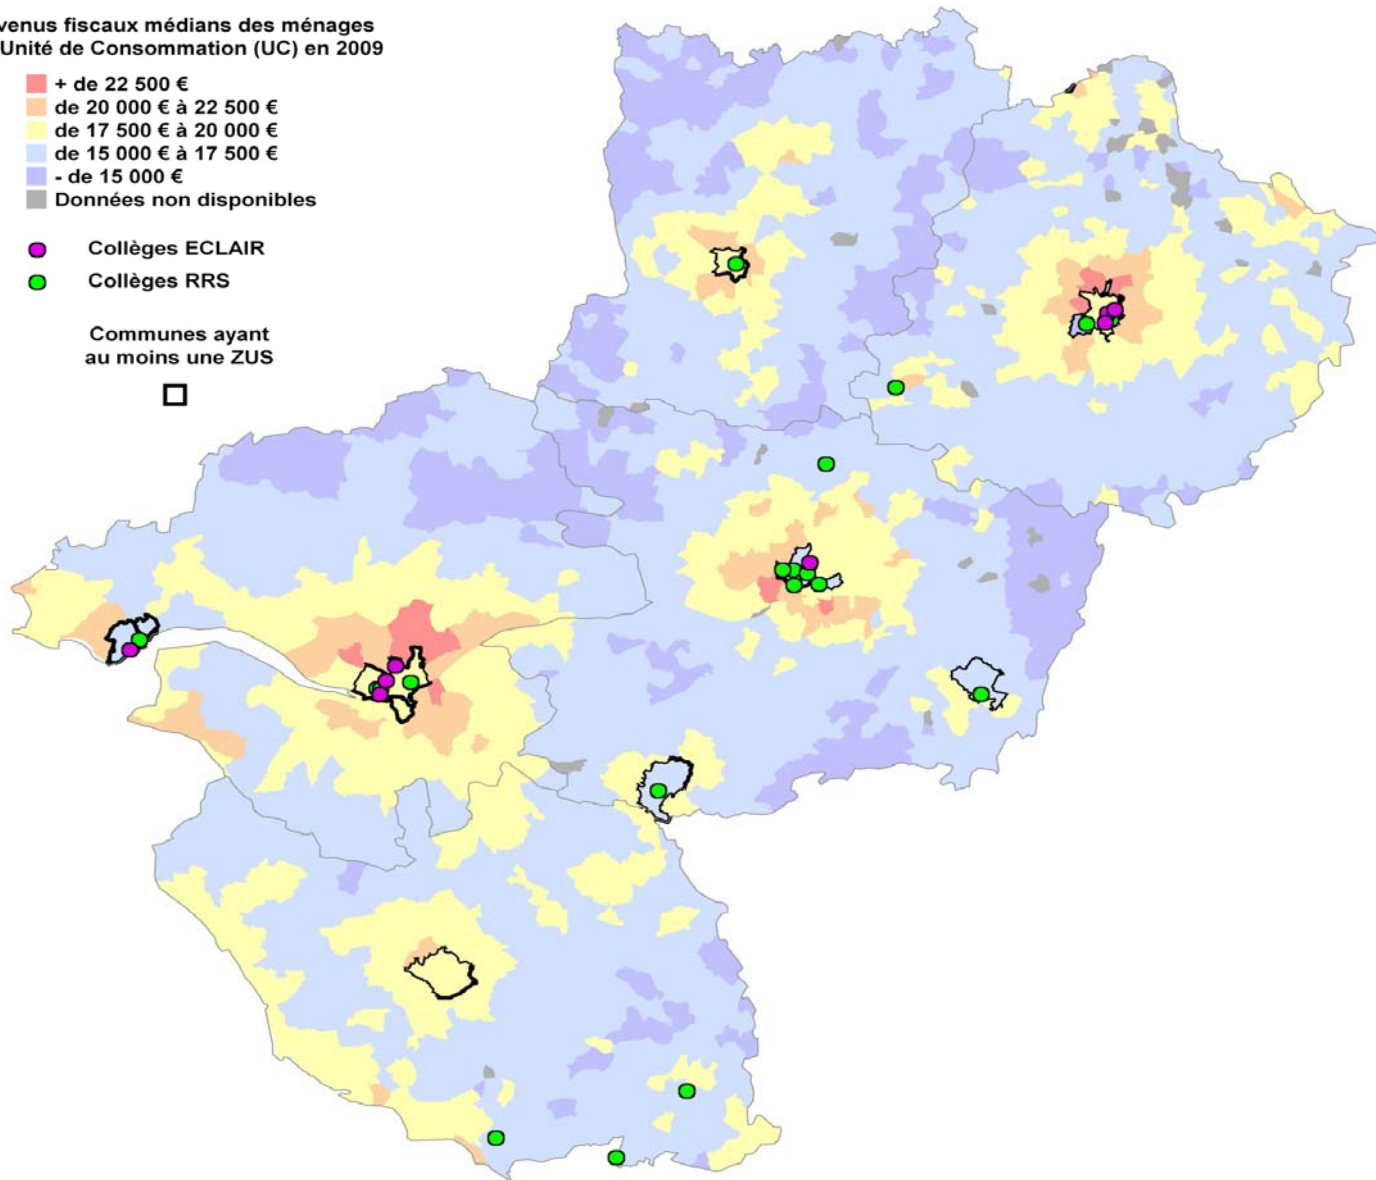 venus fiscaux médians des ménages
Unité de Consommation (UC) en 2009
+ de 22 500 €
de 20 000 € à 22 500 €
de 17 500 € à 20 000 €
de 15 000 € à 17 500 €
- de 15 000 €
Données non disponibles
Collèges ECLAIR
Collèges RRS
Communes ayant
au moins une ZUS